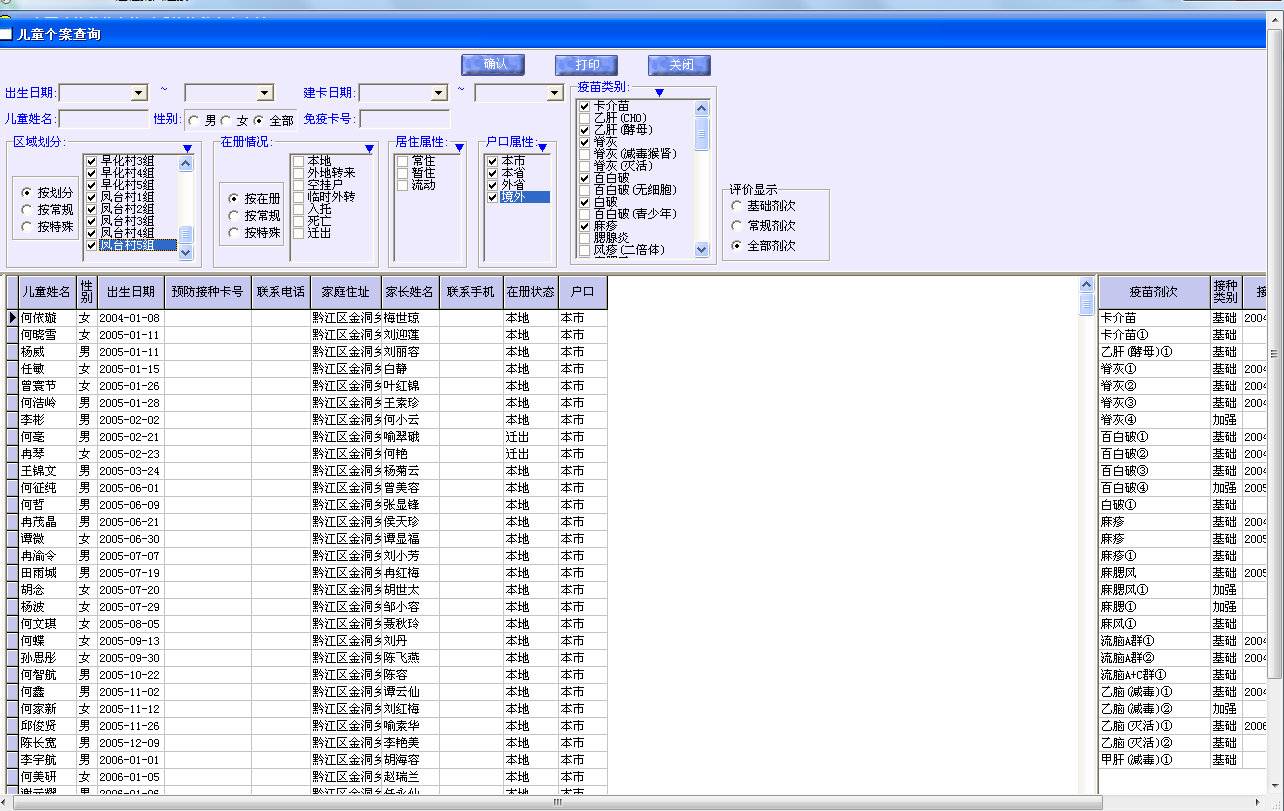 儿童个案查询
确认 打印 关闭
出生日期: ~ 建卡日期: ~ 疫苗类别:
儿童姓名: 性别: 男 女 全部 免疫卡号:
区域划分:
按划分
按常规
按特殊
早化村3组
早化村4组
早化村5组
凤台村1组
凤台村2组
凤台村3组
凤台村4组
凤台村5组
在册情况:
按在册
按常规
按特殊
本地
外地转来
空挂户
临时外转
入托
死亡
迁出
居住属性:
常住
暂住
流动
户口属性:
本市
本省
外省
境外
卡介苗
乙肝(CHO)
乙肝(酵母)
脊灰
脊灰(减毒猴肾)
脊灰(灭活)
百白破
百白破(无细胞)
白破
百白破(青少年)
麻疹
腮腺炎
风疹(二倍体)
评价显示
基础剂次
常规剂次
全部剂次
儿童姓名 性别 出生日期 预防接种卡号 联系电话 家庭住址 家长姓名 联系手机 在册状态 户口
何依璇 女 2004-01-08 黔江区金洞乡 梅世琼 本地 本市
何晓雪 女 2005-01-11 黔江区金洞乡 刘迎莲 本地 本市
杨威 男 2005-01-11 黔江区金洞乡 刘丽容 本地 本市
任敏 女 2005-01-15 黔江区金洞乡 白静 本地 本市
曾寰节 女 2005-01-26 黔江区金洞乡 叶红锦 本地 本市
何浩岭 男 2005-01-28 黔江区金洞乡 王素珍 本地 本市
李彬 男 2005-02-02 黔江区金洞乡 何小云 本地 本市
何亳 男 2005-02-21 黔江区金洞乡 喻翠珴 迁出 本市
冉琴 女 2005-02-23 黔江区金洞乡 何艳 迁出 本市
王锦文 男 2005-03-24 黔江区金洞乡 杨菊云 本地 本市
何征纯 男 2005-06-01 黔江区金洞乡 曾美容 本地 本市
何哲 男 2005-06-09 黔江区金洞乡 张显锋 本地 本市
冉茂晶 男 2005-06-21 黔江区金洞乡 侯天珍 本地 本市
谭微 女 2005-06-30 黔江区金洞乡 谭显福 本地 本市
冉渝令 男 2005-07-07 黔江区金洞乡 刘小芳 本地 本市
田雨城 男 2005-07-19 黔江区金洞乡 冉红梅 本地 本市
胡念 女 2005-07-20 黔江区金洞乡 胡世太 本地 本市
杨波 女 2005-07-29 黔江区金洞乡 邹小容 本地 本市
何文琪 女 2005-08-05 黔江区金洞乡 聂秋玲 本地 本市
何蝶 女 2005-09-13 黔江区金洞乡 刘丹 本地 本市
孙思彤 女 2005-09-30 黔江区金洞乡 陈飞燕 本地 本市
何智航 男 2005-10-22 黔江区金洞乡 陈容 本地 本市
何鑫 男 2005-11-02 黔江区金洞乡 谭云仙 本地 本市
何家新 女 2005-11-12 黔江区金洞乡 刘红梅 本地 本市
邱俊贤 男 2005-11-26 黔江区金洞乡 喻素华 本地 本市
陈长宽 男 2005-12-09 黔江区金洞乡 李艳美 本地 本市
李宇航 男 2006-01-01 黔江区金洞乡 胡海容 本地 本市
何美研 女 2006-01-05 黔江区金洞乡 赵瑞兰 本地 本市
疫苗剂次 接种类别 接
卡介苗 基础 2004
卡介苗① 基础
乙肝(酵母)① 基础
脊灰① 基础 2004
脊灰② 基础 2004
脊灰③ 基础 2004
脊灰④ 加强
百白破① 基础 2004
百白破② 基础 2004
百白破③ 基础 2004
百白破④ 加强 2005
白破① 基础
麻疹 基础 2004
麻疹 基础 2005
麻疹① 基础
麻腮风 基础 2005
麻腮风① 加强
麻腮① 加强
麻风① 基础
流脑A群① 基础 2004
流脑A群② 基础 2004
流脑A+C群① 基础
乙脑(减毒)① 基础 2004
乙脑(减毒)② 加强
乙脑(灭活)① 基础 2006
乙脑(灭活)② 基础
甲肝(减毒)① 基础